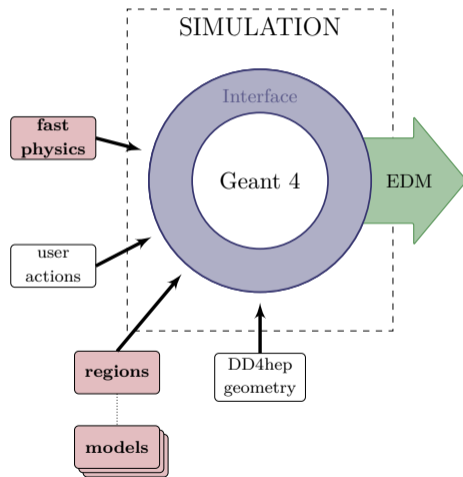 SIMULATION
Interface
fast
physics
Geant 4
EDM
user
actions
regions
DD4hep
geometry
models